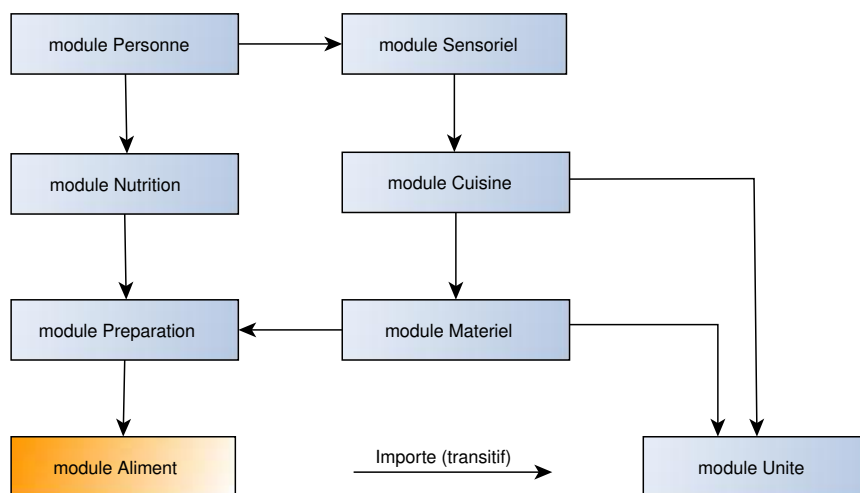 module Personne
module Sensoriel
module Nutrition
module Cuisine
module Preparation
module Materiel
module Aliment
Importe (transitif)
module Unite